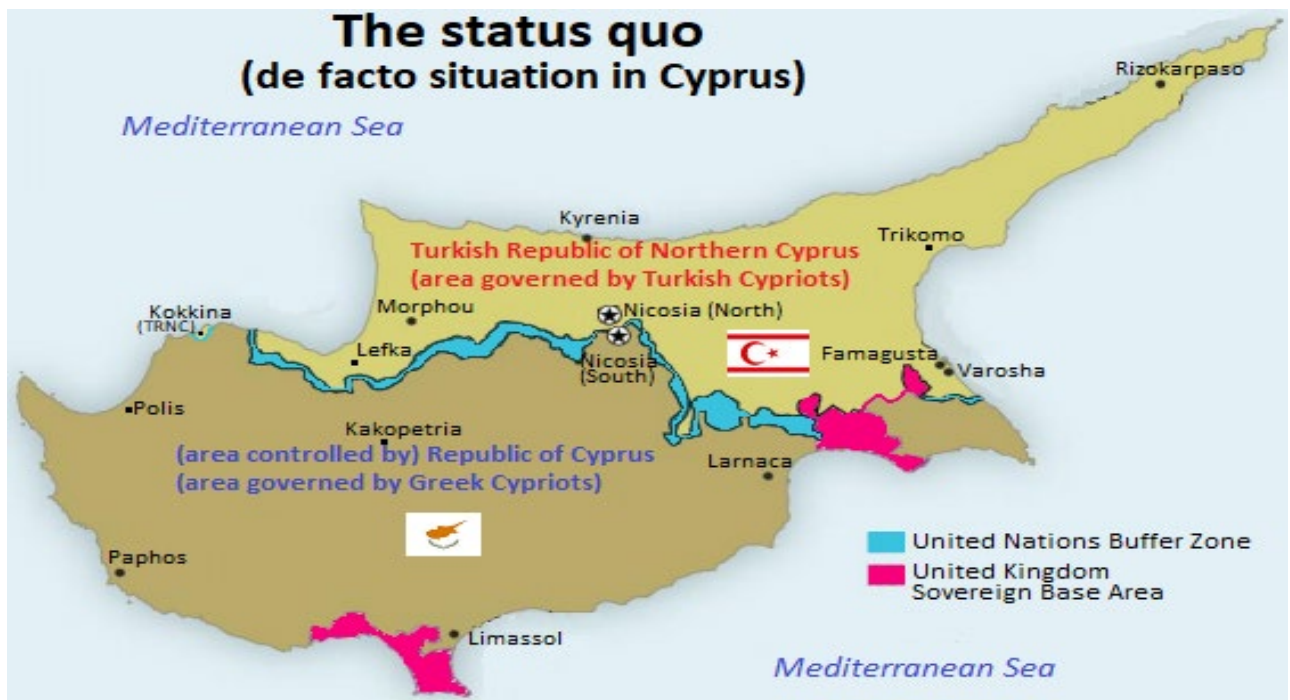 The status quo
(de facto situation in Cyprus)
Mediterranean Sea
Rizokarpaso
Kyrenia
Trikomo
Turkish Republic of Northern Cyprus
(area governed by Turkish Cypriots)
Kokkina
(TRNC)
Morphou
Nicosia (North)
Lefka
Nicosia
(South)
Famagusta
Varosha
Polis
Kakopetria
(area controlled by) Republic of Cyprus
(area governed by Greek Cypriots)
Larnaca
Paphos
United Nations Buffer Zone
United Kingdom
Sovereign Base Area
Limassol
Mediterranean Sea